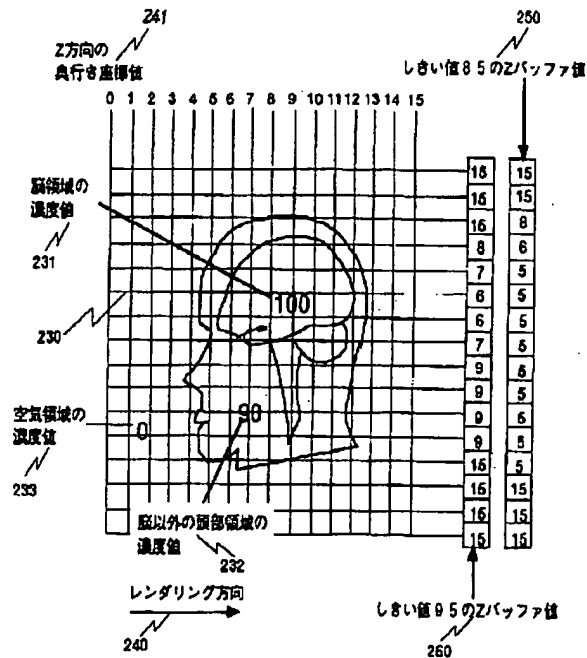 241
250
Z方向の
奥行き座標値
しきい値85のZバッファ値
0 1 2 3 4 5 6 7 8 9 10 11 12 13 14 15
15 15
15 15
15 8
8 6
7 5
6 5
6 5
7 5
9 5
9 5
9 6
9 5
15 5
15 15
15 15
15 15
脳領域の
濃度値
231
100
230
90
空気領域の
濃度値
0
233
脳以外の頭部領域の
濃度値
232
レンダリング方向
240
しきい値95のZバッファ値
260